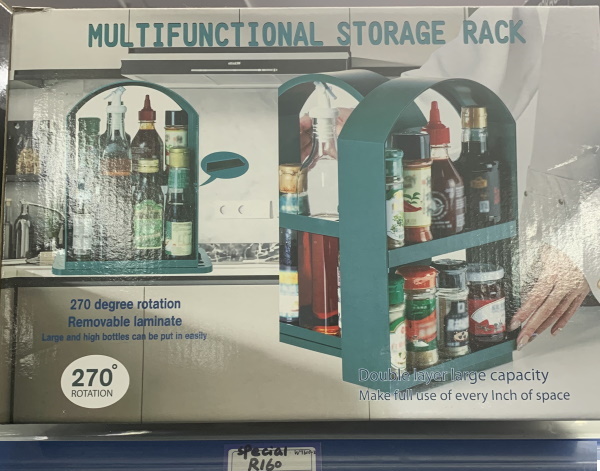 MULTIFUNCTIONAL STORAGE RACK
270 degree rotation
Removable laminate
Large and high bottles can be put in easily
270°
ROTATION
Double layer large capacity
Make full use of every Inch of space
special
R160